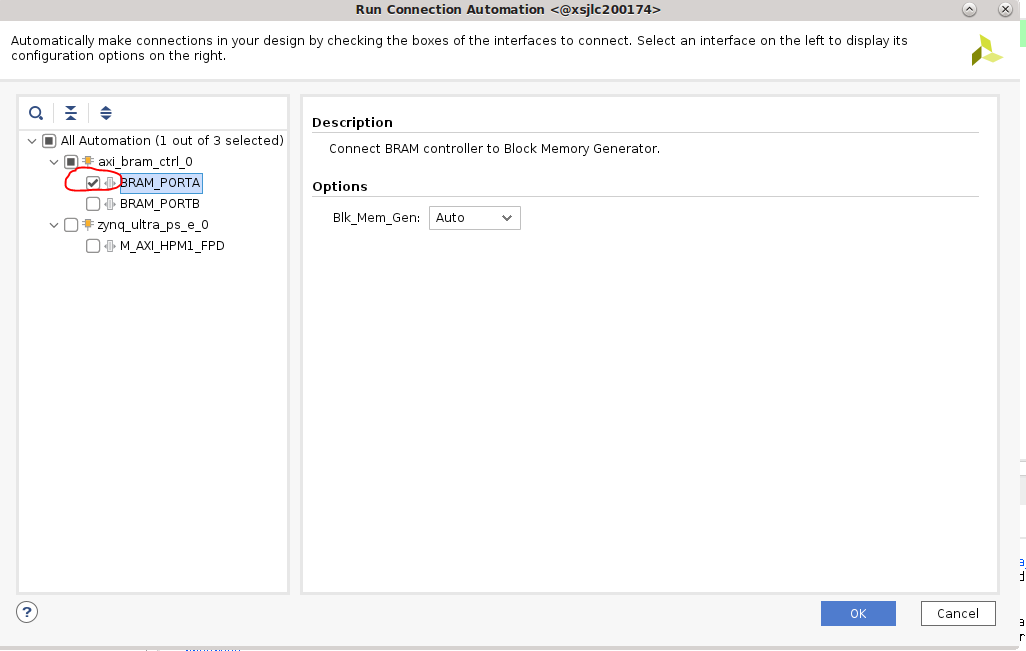 Run Connection Automation <@xsjlc200174>
Automatically make connections in your design by checking the boxes of the interfaces to connect. Select an interface on the left to display its
configuration options on the right.
All Automation (1 out of 3 selected)
axi_bram_ctrl_0
BRAM_PORTA
BRAM_PORTB
zynq_ultra_ps_e_0
M_AXI_HPM1_FPD
Description
Connect BRAM controller to Block Memory Generator.
Options
Blk_Mem_Gen: Auto
?
OK
Cancel